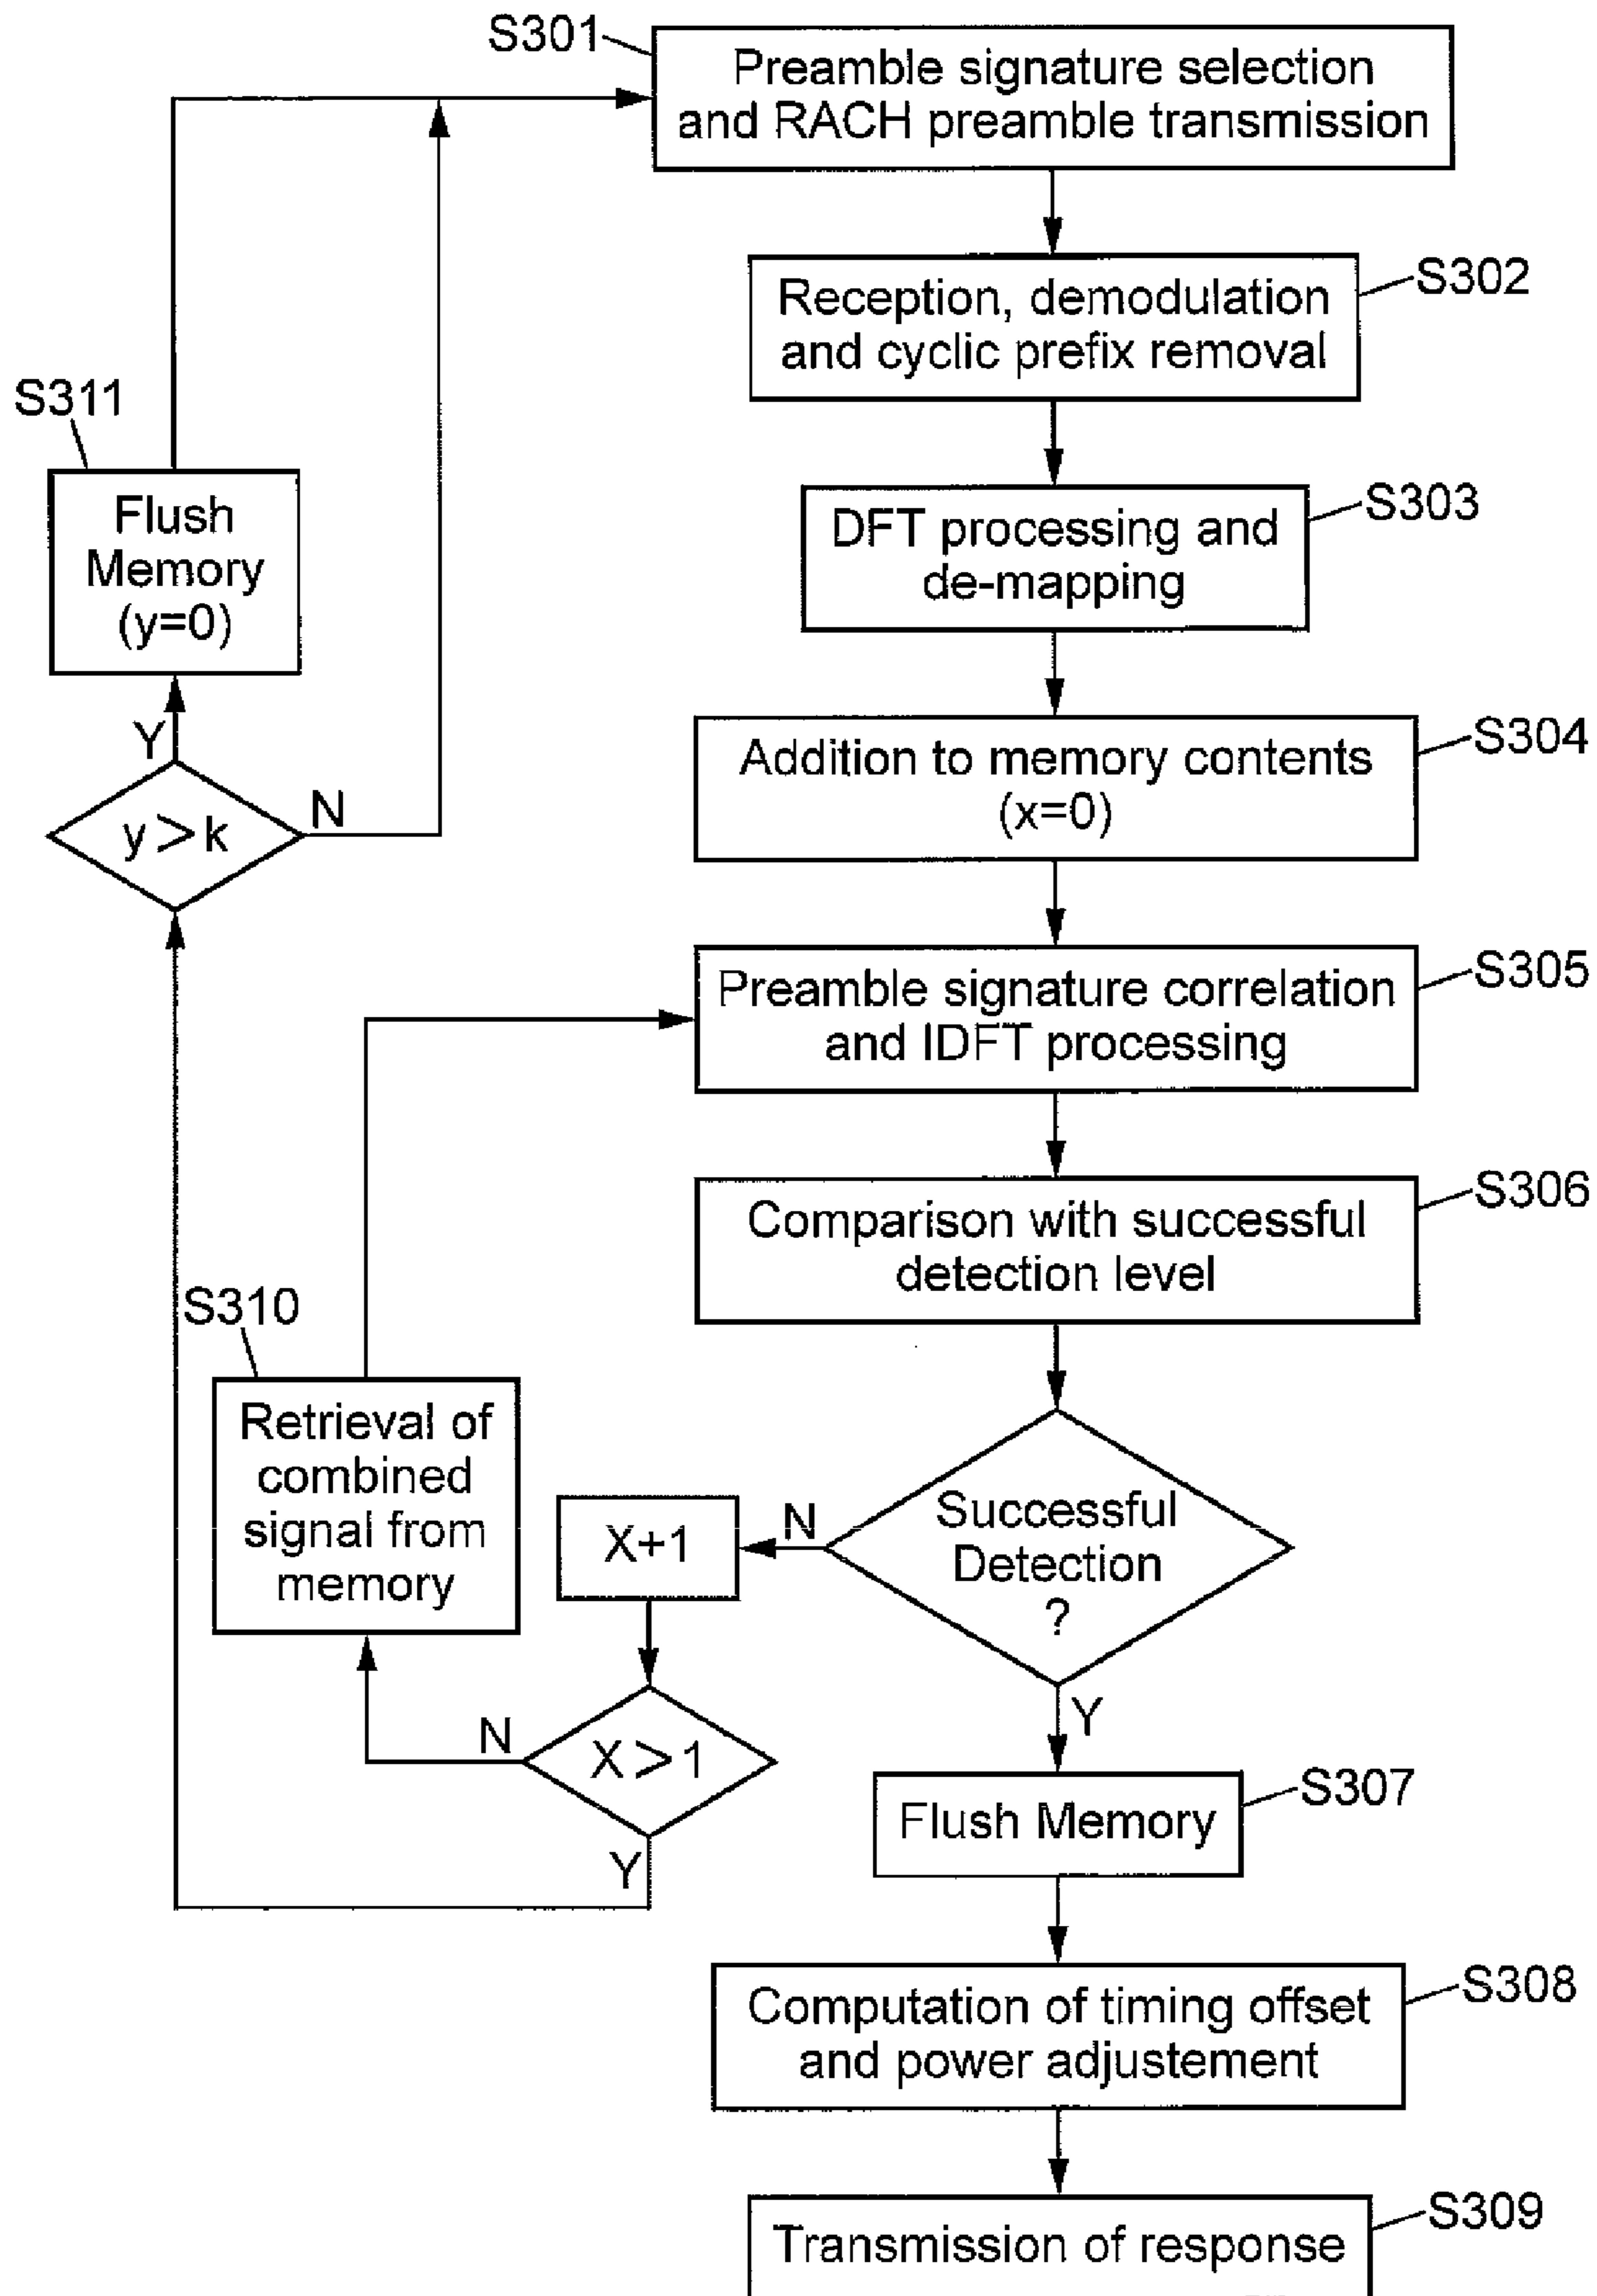 S301
Preamble signature selection
and RACH preamble transmission
S302
Reception, demodulation
and cyclic prefix removal
S303
DFT processing and
de-mapping
S304
Addition to memory contents
(x=0)
S305
Preamble signature correlation
and IDFT processing
S306
Comparison with successful
detection level
Successful
Detection
?
N
Y
X+1
X > 1
N
Y
S310
Retrieval of
combined
signal from
memory
y > k
N
Y
S311
Flush
Memory
(y=0)
S307
Flush Memory
S308
Computation of timing offset
and power adjustement
S309
Transmission of response